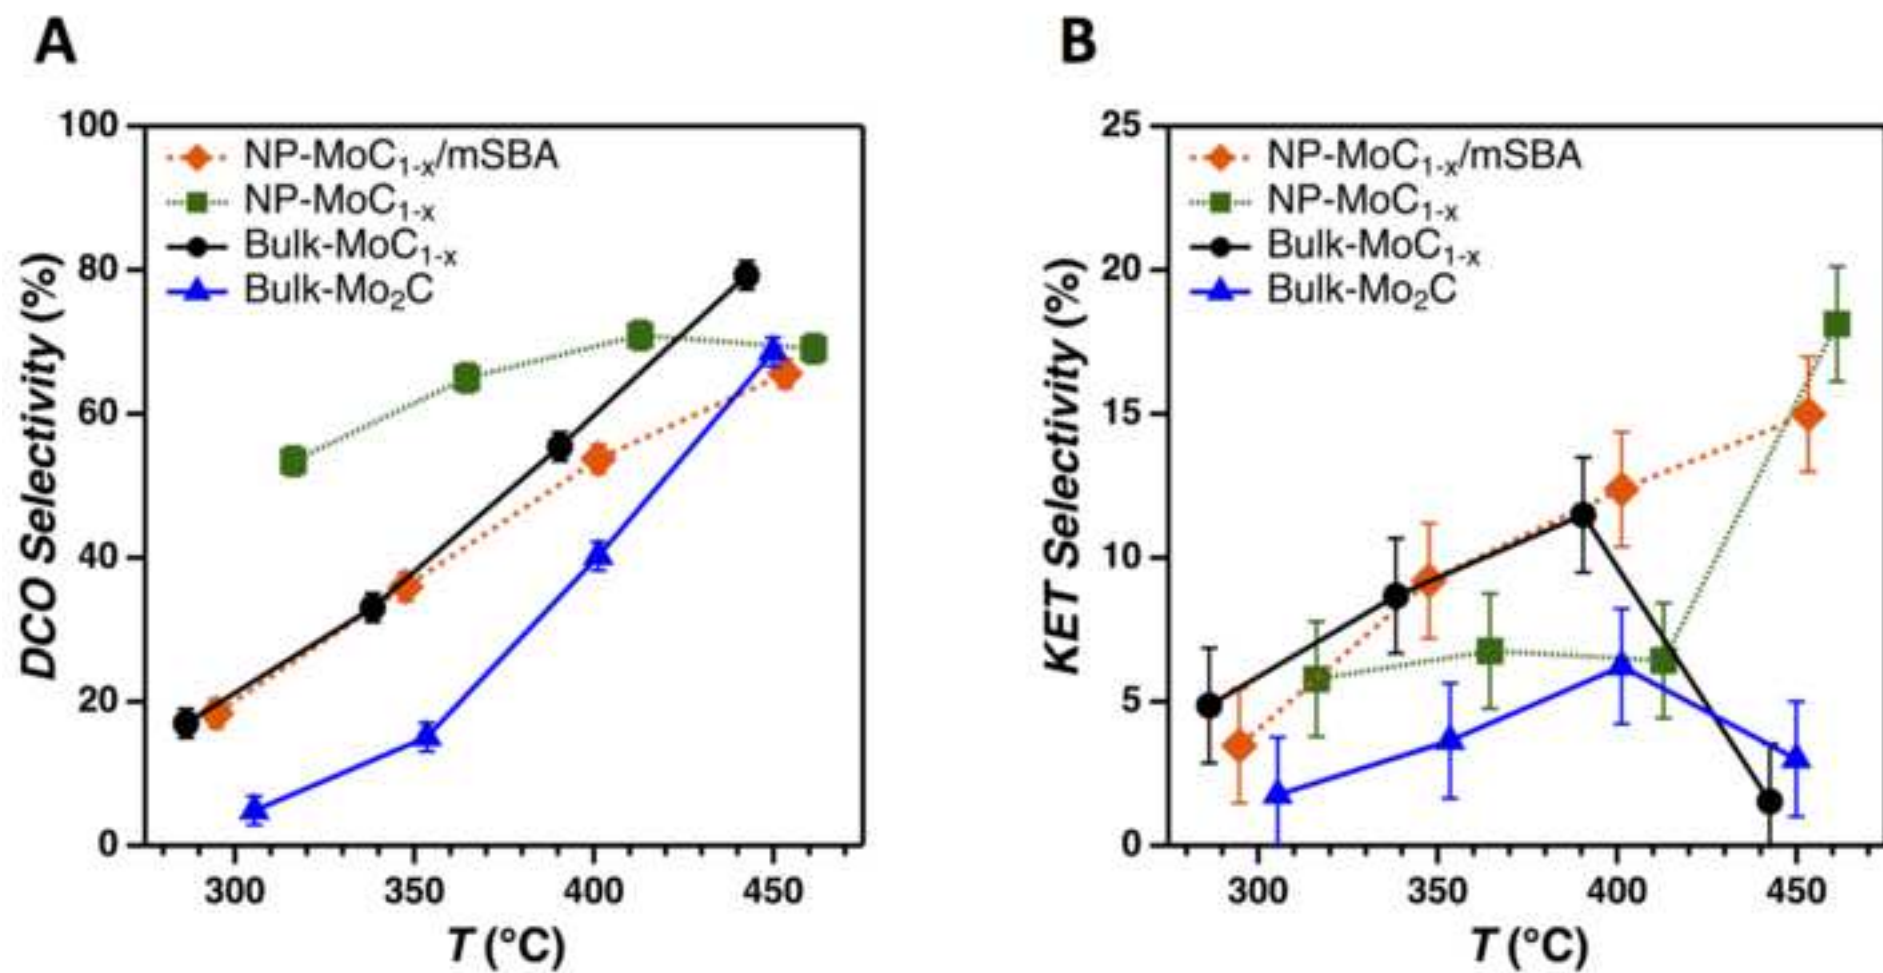 A
DCO Selectivity (%)
100
80
60
40
20
0
NP-MoC₁₋ₓ/mSBA
NP-MoC₁₋ₓ
Bulk-MoC₁₋ₓ
Bulk-Mo₂C
300 350 400 450
T (°C)
B
KET Selectivity (%)
25
20
15
10
5
0
NP-MoC₁₋ₓ/mSBA
NP-MoC₁₋ₓ
Bulk-MoC₁₋ₓ
Bulk-Mo₂C
300 350 400 450
T (°C)